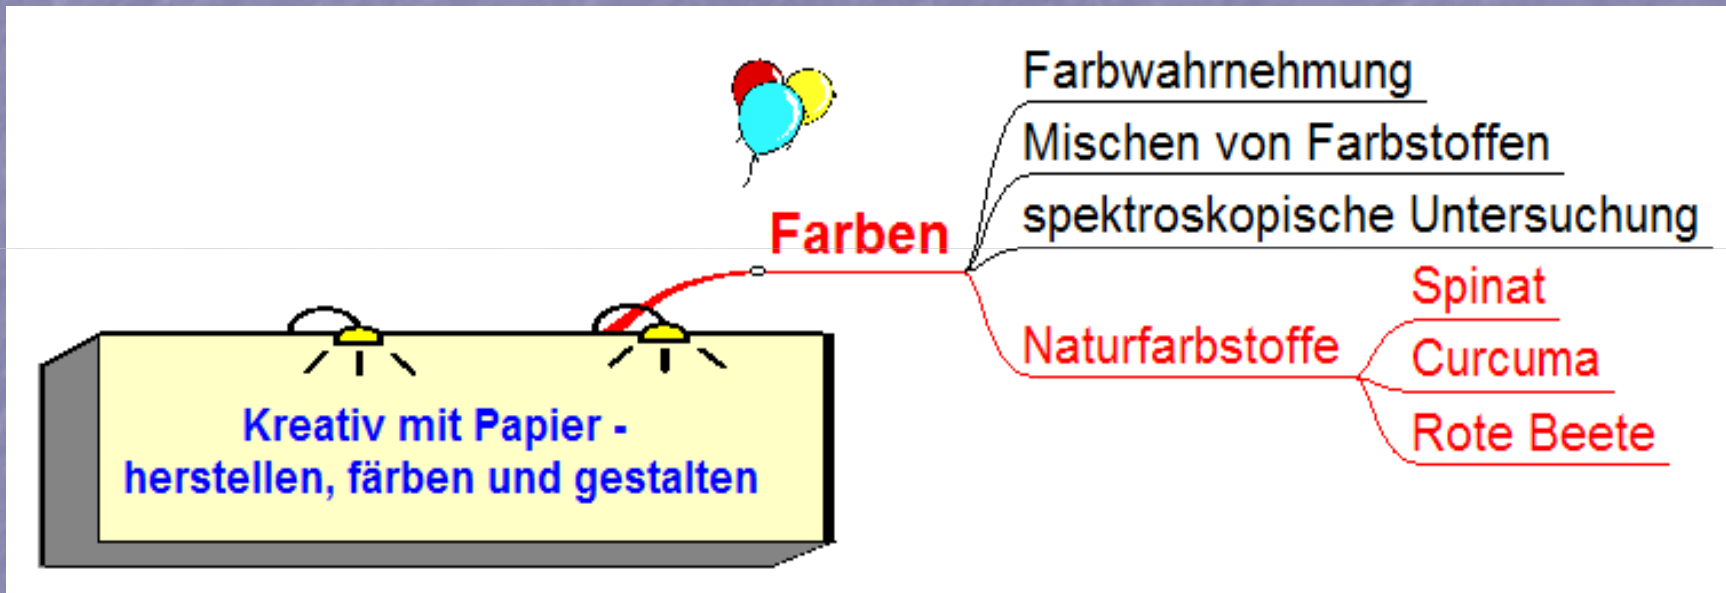 Farbwahrnehmung
Mischen von Farbstoffen
spektroskopische Untersuchung
Farben
Spinat
Naturfarbstoffe
Curcuma
Rote Beete
Kreativ mit Papier -
herstellen, färben und gestalten